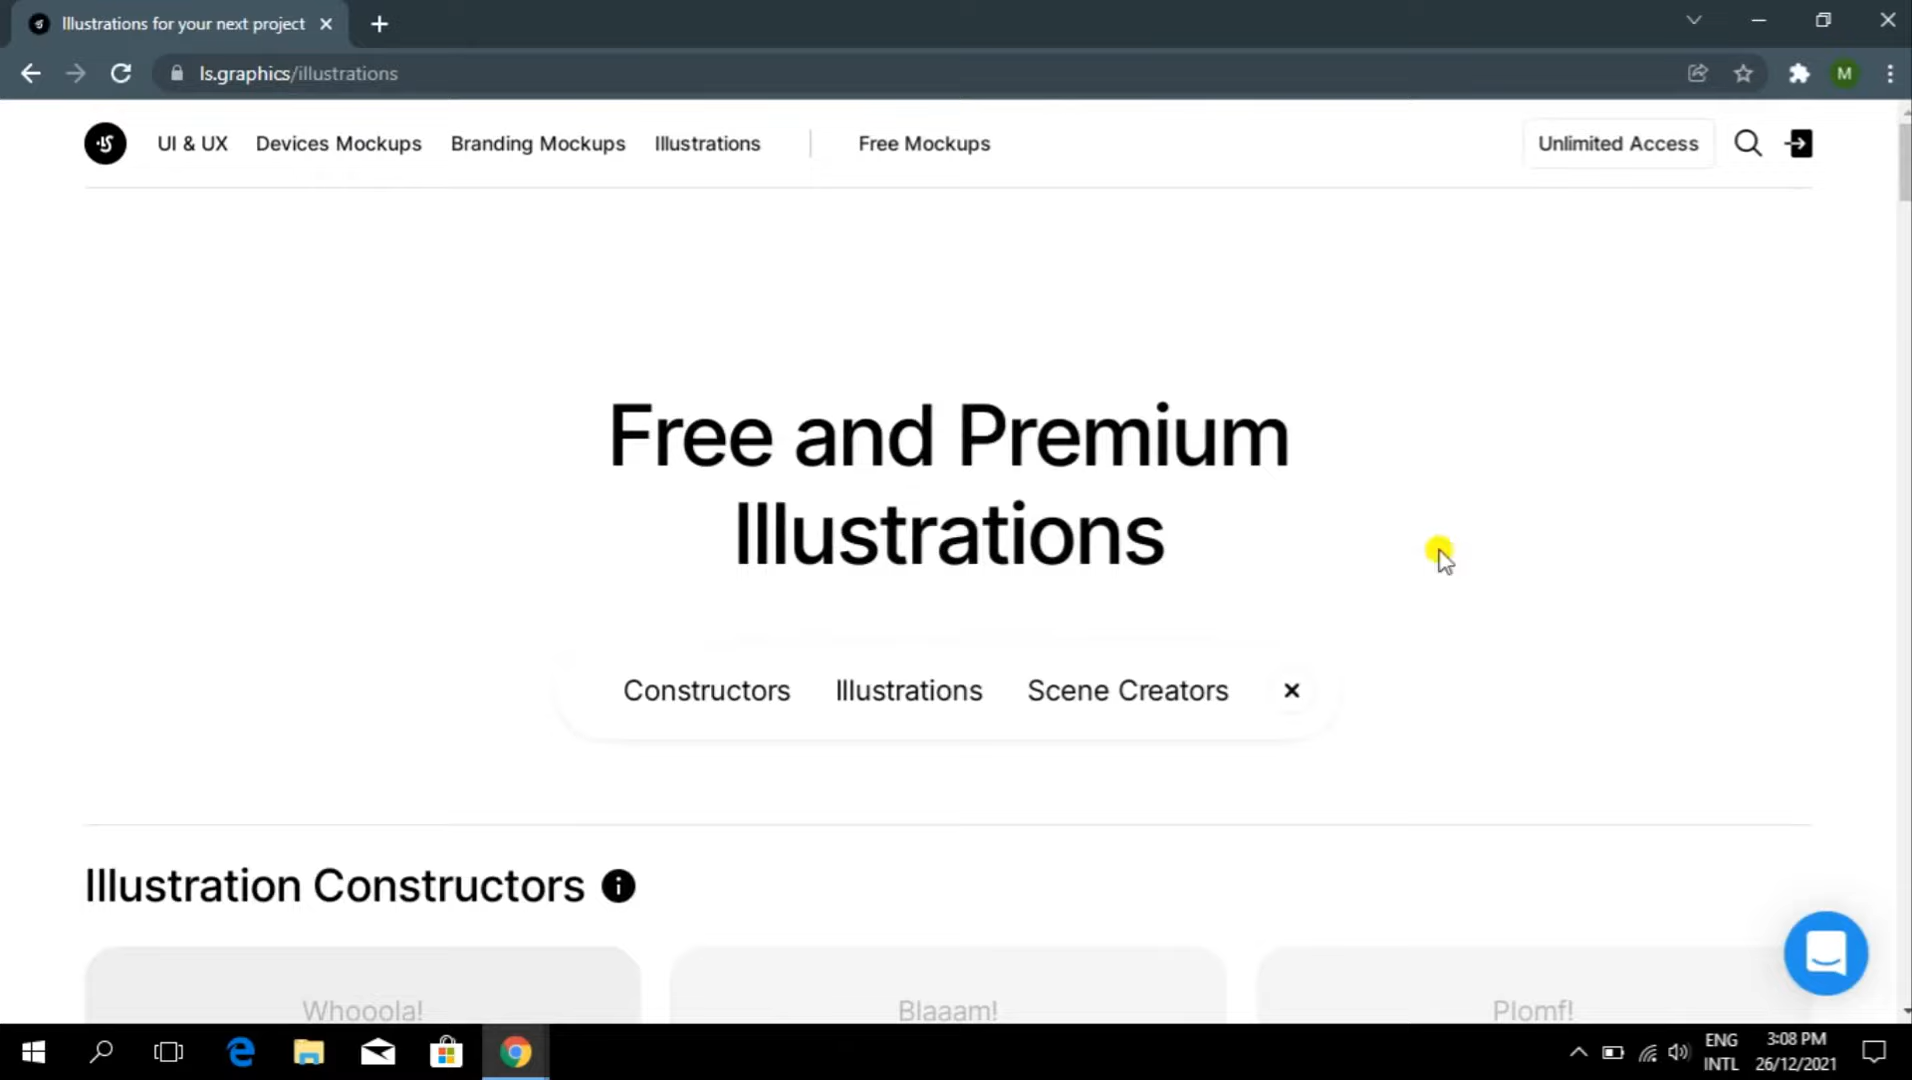 Illustrations for your next project
ls.graphics/illustrations
M
UI & UX Devices Mockups Branding Mockups Illustrations Free Mockups Unlimited Access
Free and Premium
Illustrations
Constructors Illustrations Scene Creators
Illustration Constructors
Whooola! Blaaam! Plomf!
ENG 3:08 PM
INTL 26/12/2021